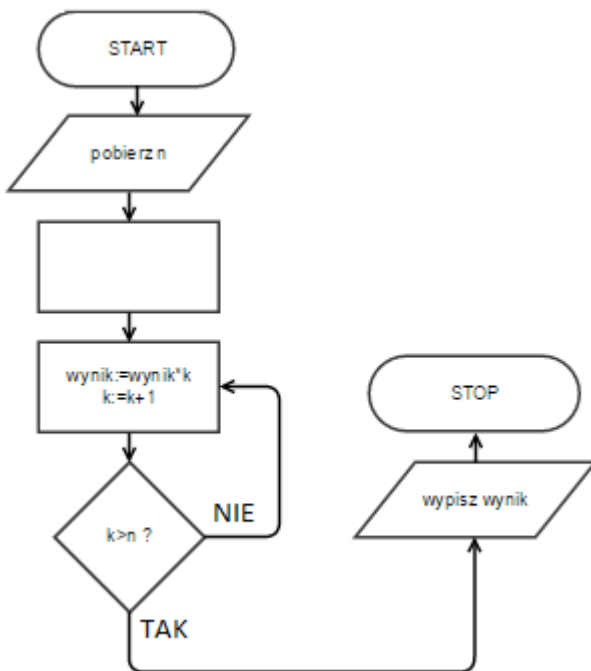 START
pobierz n
wynik:=wynik*k
k:=k+1
STOP
wypisz wynik
k>n ?
NIE
TAK